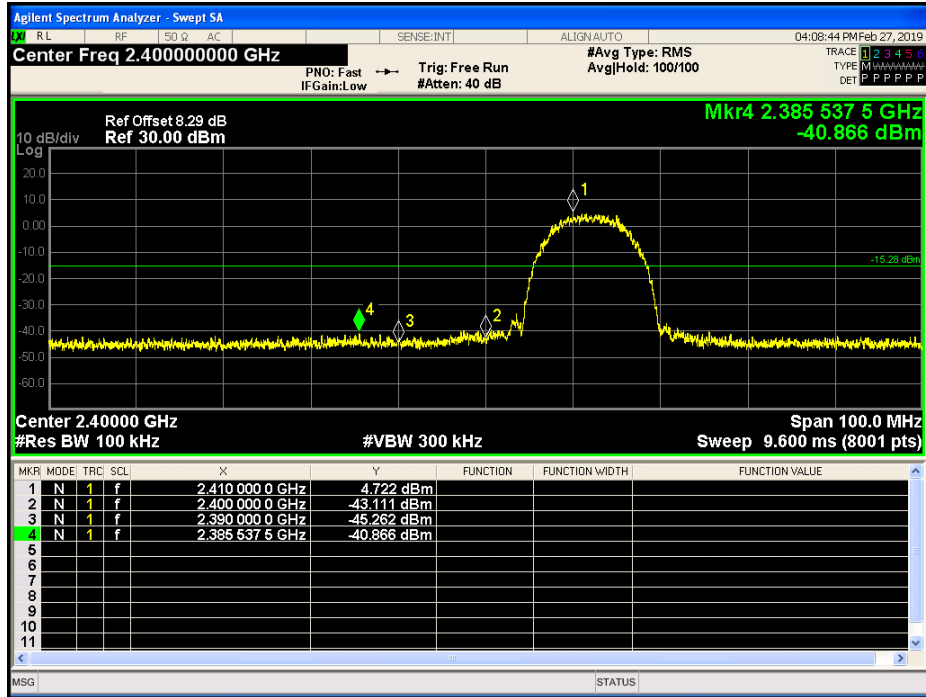 Agilent Spectrum Analyzer - Swept SA
LXI RL RF 50 Ω AC SENSE:INT ALIGN AUTO 04:08:44 PM Feb 27, 2019
Center Freq 2.400000000 GHz
PNO: Fast
IFGain:Low
Trig: Free Run
#Atten: 40 dB
#Avg Type: RMS
Avg|Hold: 100/100
TRACE 1 2 3 4 5 6
TYPE M WWWWW
DET P P P P P P
Mkr4 2.385 537 5 GHz
-40.866 dBm
Ref Offset 8.29 dB
10 dB/div Ref 30.00 dBm
Log
20.0
10.0
0.00
-10.0
-20.0
-30.0
-40.0
-50.0
-60.0
1
-15.28 dBm
4
3
2
Center 2.40000 GHz Span 100.0 MHz
#Res BW 100 kHz #VBW 300 kHz Sweep 9.600 ms (8001 pts)
MKR MODE TRC SCL X Y FUNCTION FUNCTION WIDTH FUNCTION VALUE
1 N 1 f 2.410 000 0 GHz 4.722 dBm
2 N 1 f 2.400 000 0 GHz -43.111 dBm
3 N 1 f 2.390 000 0 GHz -45.262 dBm
4 N 1 f 2.385 537 5 GHz -40.866 dBm
5
6
7
8
9
10
11
MSG STATUS